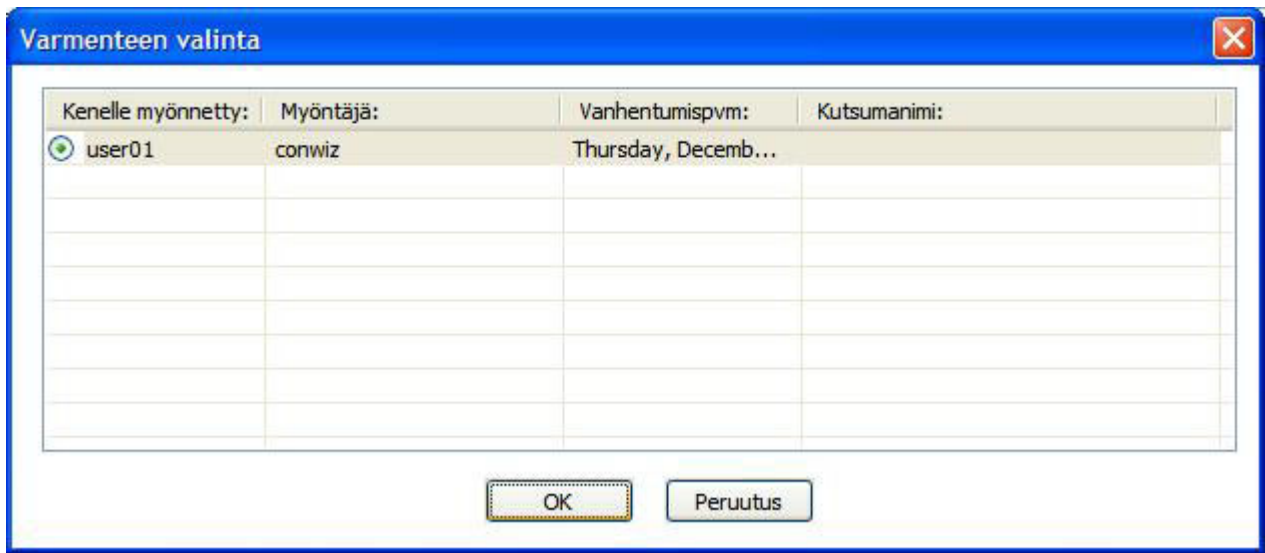 Varmenteen valinta
Kenelle myönnetty: Myöntäjä: Vanhentumispvm: Kutsumanimi:
user01 conwiz Thursday, Decemb...
OK Peruutus